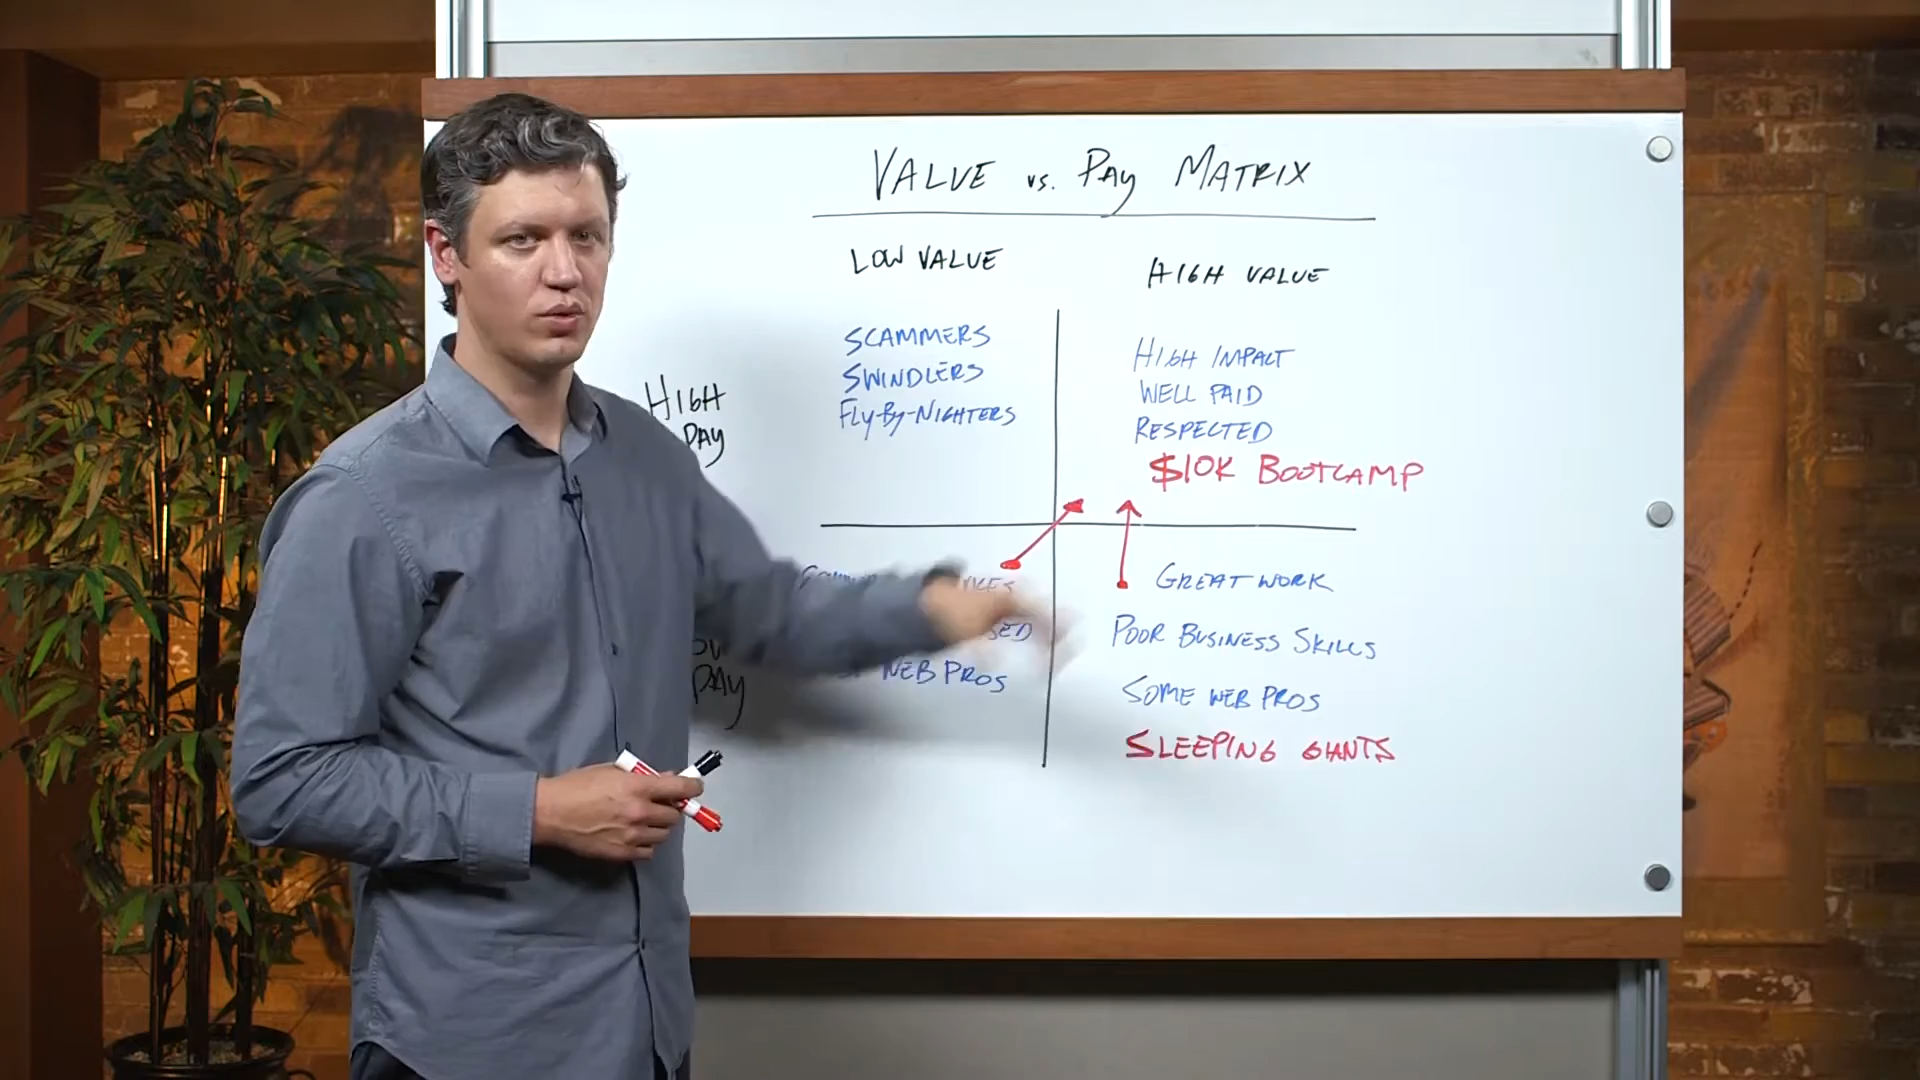 VALUE vs. PAY MATRIX
LOW VALUE
HIGH VALUE
HIGH
PAY
SCAMMERS
SWINDLERS
FLY-BY-NIGHTERS
HIGH IMPACT
WELL PAID
RESPECTED
$10K BOOTCAMP
PAY
WEB PROS
GREAT WORK
POOR BUSINESS SKILLS
SOME WEB PROS
SLEEPING GIANTS